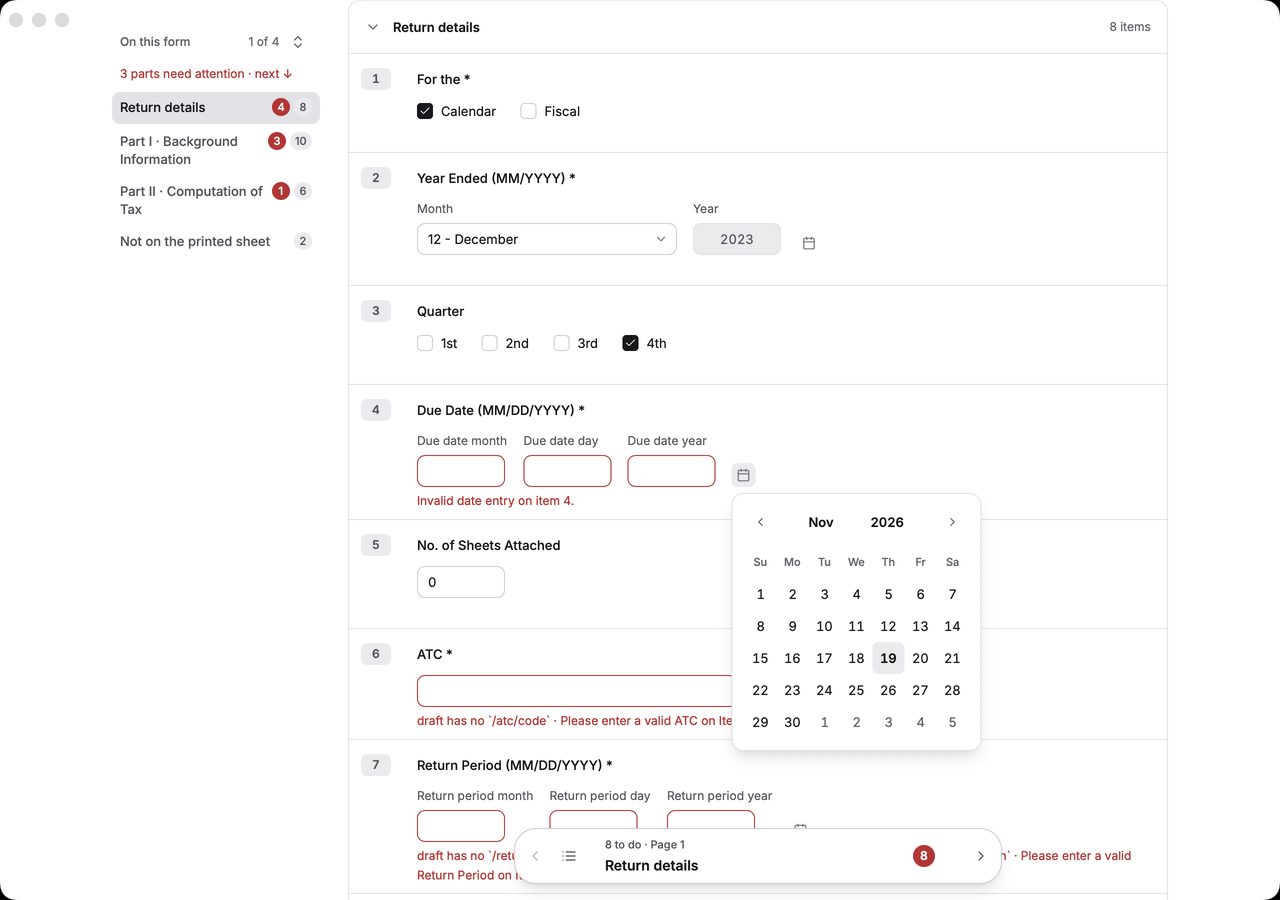 On this form 1 of 4
3 parts need attention · next ↓
Return details 4 8
Part I · Background Information 3 10
Part II · Computation of Tax 1 6
Not on the printed sheet 2
Return details 8 items
1 For the *
Calendar Fiscal
2 Year Ended (MM/YYYY) *
Month Year
12 - December 2023
3 Quarter
1st 2nd 3rd 4th
4 Due Date (MM/DD/YYYY) *
Due date month Due date day Due date year
Invalid date entry on item 4.
Nov 2026
Su Mo Tu We Th Fr Sa
1 2 3 4 5 6 7
8 9 10 11 12 13 14
15 16 17 18 19 20 21
22 23 24 25 26 27 28
29 30 1 2 3 4 5
5 No. of Sheets Attached
0
6 ATC *
draft has no `/atc/code` · Please enter a valid ATC on
7 Return Period (MM/DD/YYYY) *
Return period month Return period day Return period year
draft has no · Please enter a valid
Return Period on
8 to do · Page 1
Return details 8